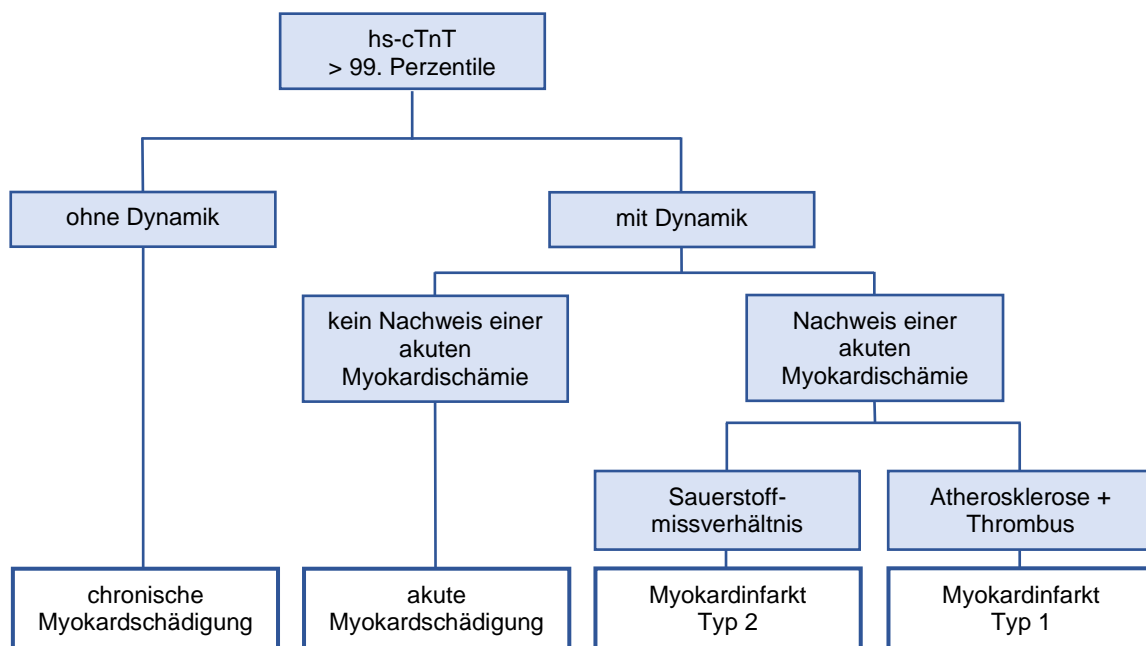 hs-cTnT
> 99. Perzentile
ohne Dynamik
mit Dynamik
kein Nachweis einer
akuten
Myokardischämie
Nachweis einer
akuten
Myokardischämie
Sauerstoff-
missverhältnis
Atherosklerose +
Thrombus
chronische
Myokardschädigung
akute
Myokardschädigung
Myokardinfarkt
Typ 2
Myokardinfarkt
Typ 1